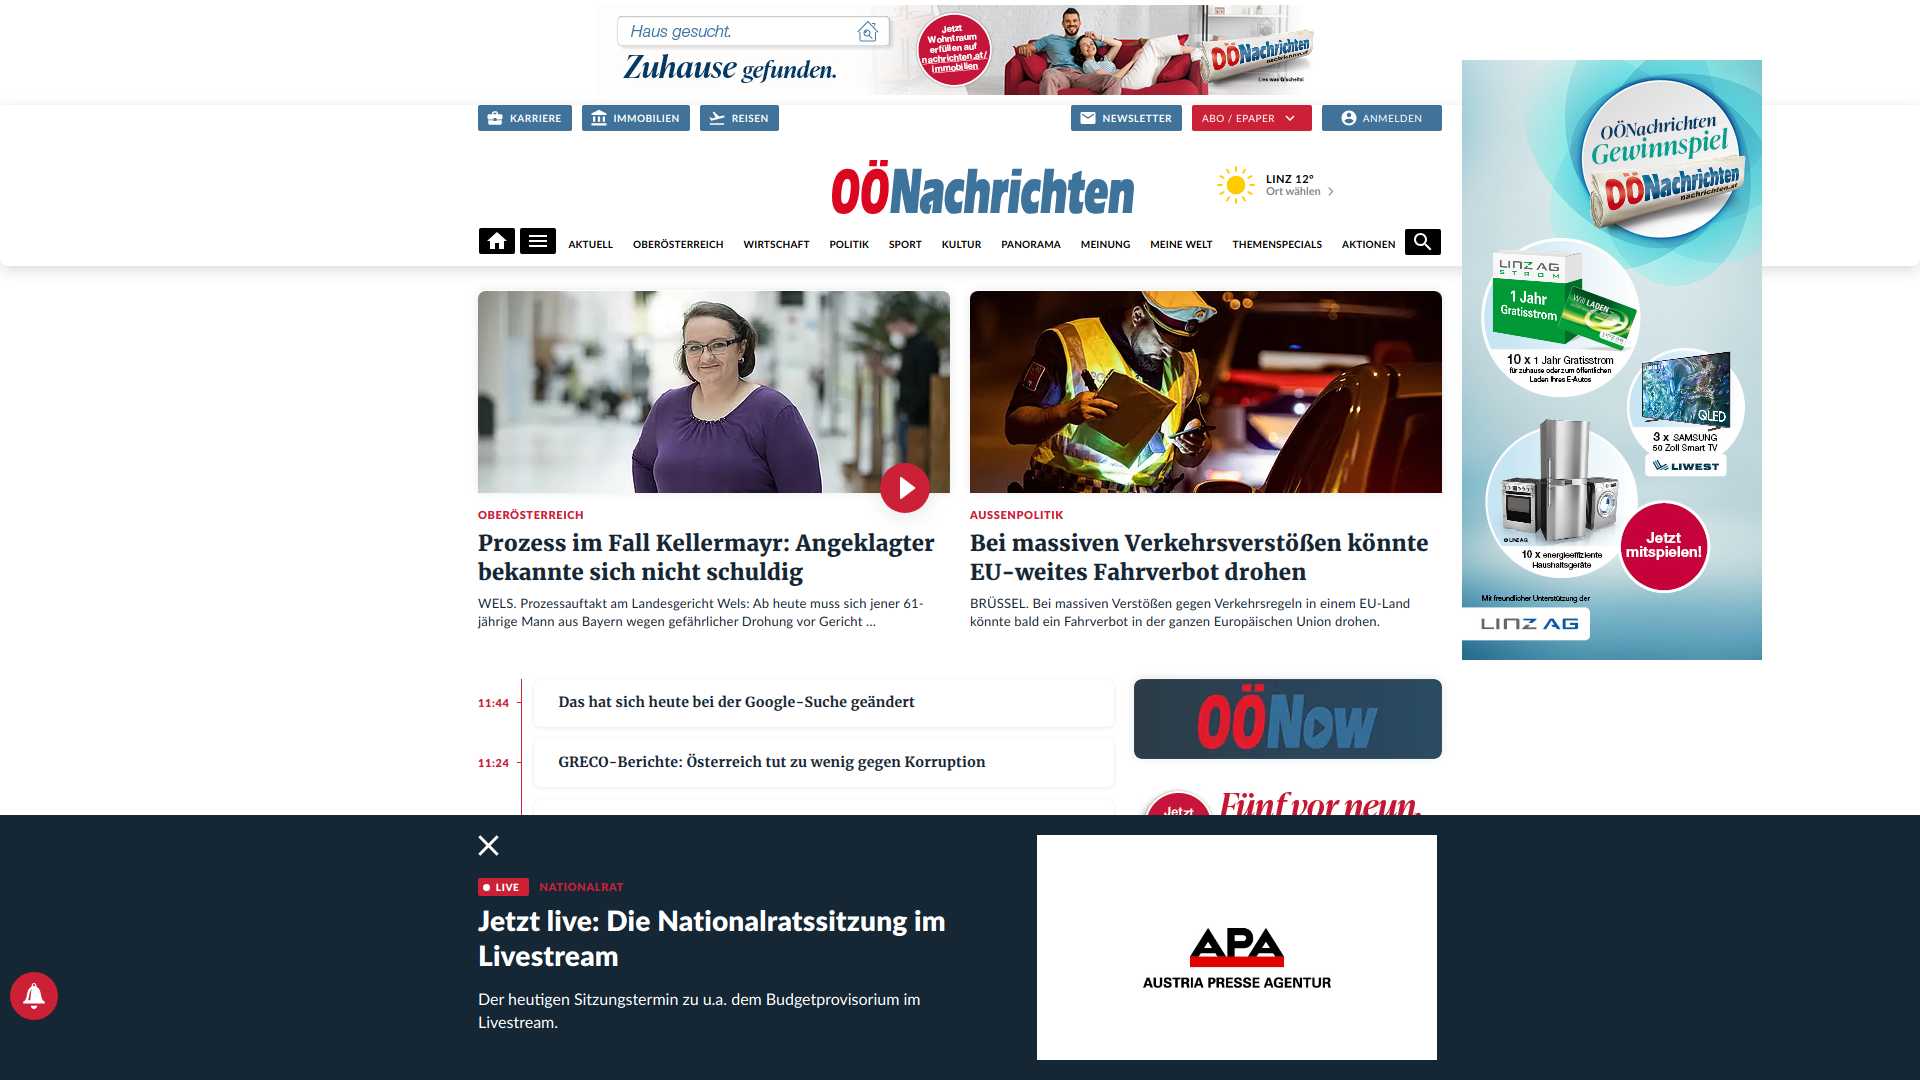 Haus gesucht.
Zuhause gefunden.
Jetzt
Wohntraum
erfüllen auf
nachrichten.at/
immobilien
OÖNachrichten
KARRIERE
IMMOBILIEN
REISEN
NEWSLETTER
ABO / EPAPER
ANMELDEN
OÖNachrichten
LINZ 12°
Ort wählen
AKTUELL
OBERÖSTERREICH
WIRTSCHAFT
POLITIK
SPORT
KULTUR
PANORAMA
MEINUNG
MEINE WELT
THEMENSPECIALS
AKTIONEN
OÖNachrichten
Gewinnspiel
OÖNachrichten
nachrichten.at
LINZ AG
STROM
1 Jahr
Gratisstrom
Will LADEN
10 x 1 Jahr Gratisstrom
für zuhause oder zum öffentlichen
Laden Ihres E-Autos
QLED
3 x SAMSUNG
50 Zoll Smart TV
LIWEST
© LINZ AG
10 x energieeffiziente
Haushaltsgeräte
Jetzt
mitspielen!
Mit freundlicher Unterstützung der
LINZ AG
OBERÖSTERREICH
Prozess im Fall Kellermayr: Angeklagter
bekannte sich nicht schuldig
WELS. Prozessauftakt am Landesgericht Wels: Ab heute muss sich jener 61-
jährige Mann aus Bayern wegen gefährlicher Drohung vor Gericht ...
AUSSENPOLITIK
Bei massiven Verkehrsverstößen könnte
EU-weites Fahrverbot drohen
BRÜSSEL. Bei massiven Verstößen gegen Verkehrsregeln in einem EU-Land
könnte bald ein Fahrverbot in der ganzen Europäischen Union drohen.
11:44
Das hat sich heute bei der Google-Suche geändert
11:24
GRECO-Berichte: Österreich tut zu wenig gegen Korruption
OÖNow
Jetzt
Fünf vor neun.
LIVE
NATIONALRAT
Jetzt live: Die Nationalratssitzung im
Livestream
Der heutigen Sitzungstermin zu u.a. dem Budgetprovisorium im
Livestream.
APA
AUSTRIA PRESSE AGENTUR